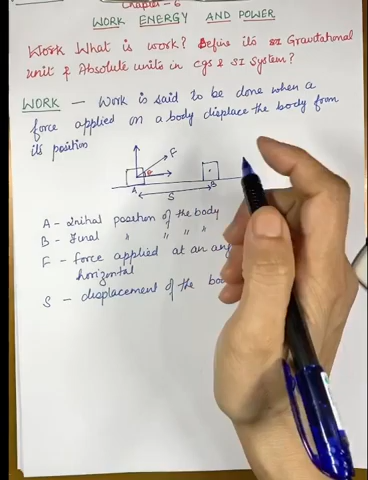 Chapter - 6
WORK ENERGY AND POWER
Work What is work? Define its SI Gravitational
unit & Absolute units in cgs & SI System?
WORK - Work is said to be done when a
force applied on a body displace the body from
its position
F
A
B
S
A - Initial position of the body
B - Final " " " "
F - force applied at an
horizontal
S - displacement of the